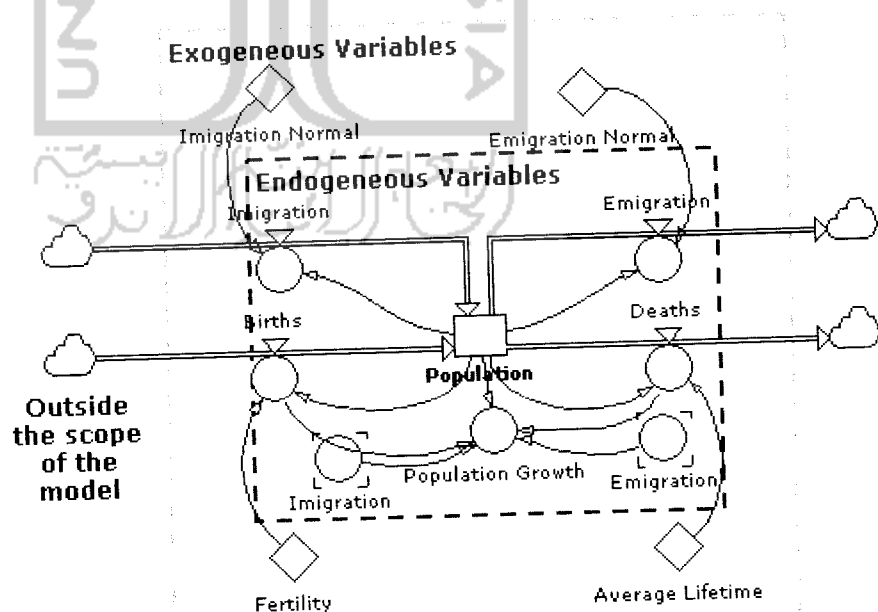 Exogeneous Variables
Imigration Normal
Emigration Normal
Endogeneous Variables
Imigration
Emigration
Births
Deaths
Population
Outside
the scope
of the
model
Population Growth
Imigration
Emigration
Fertility
Average Lifetime